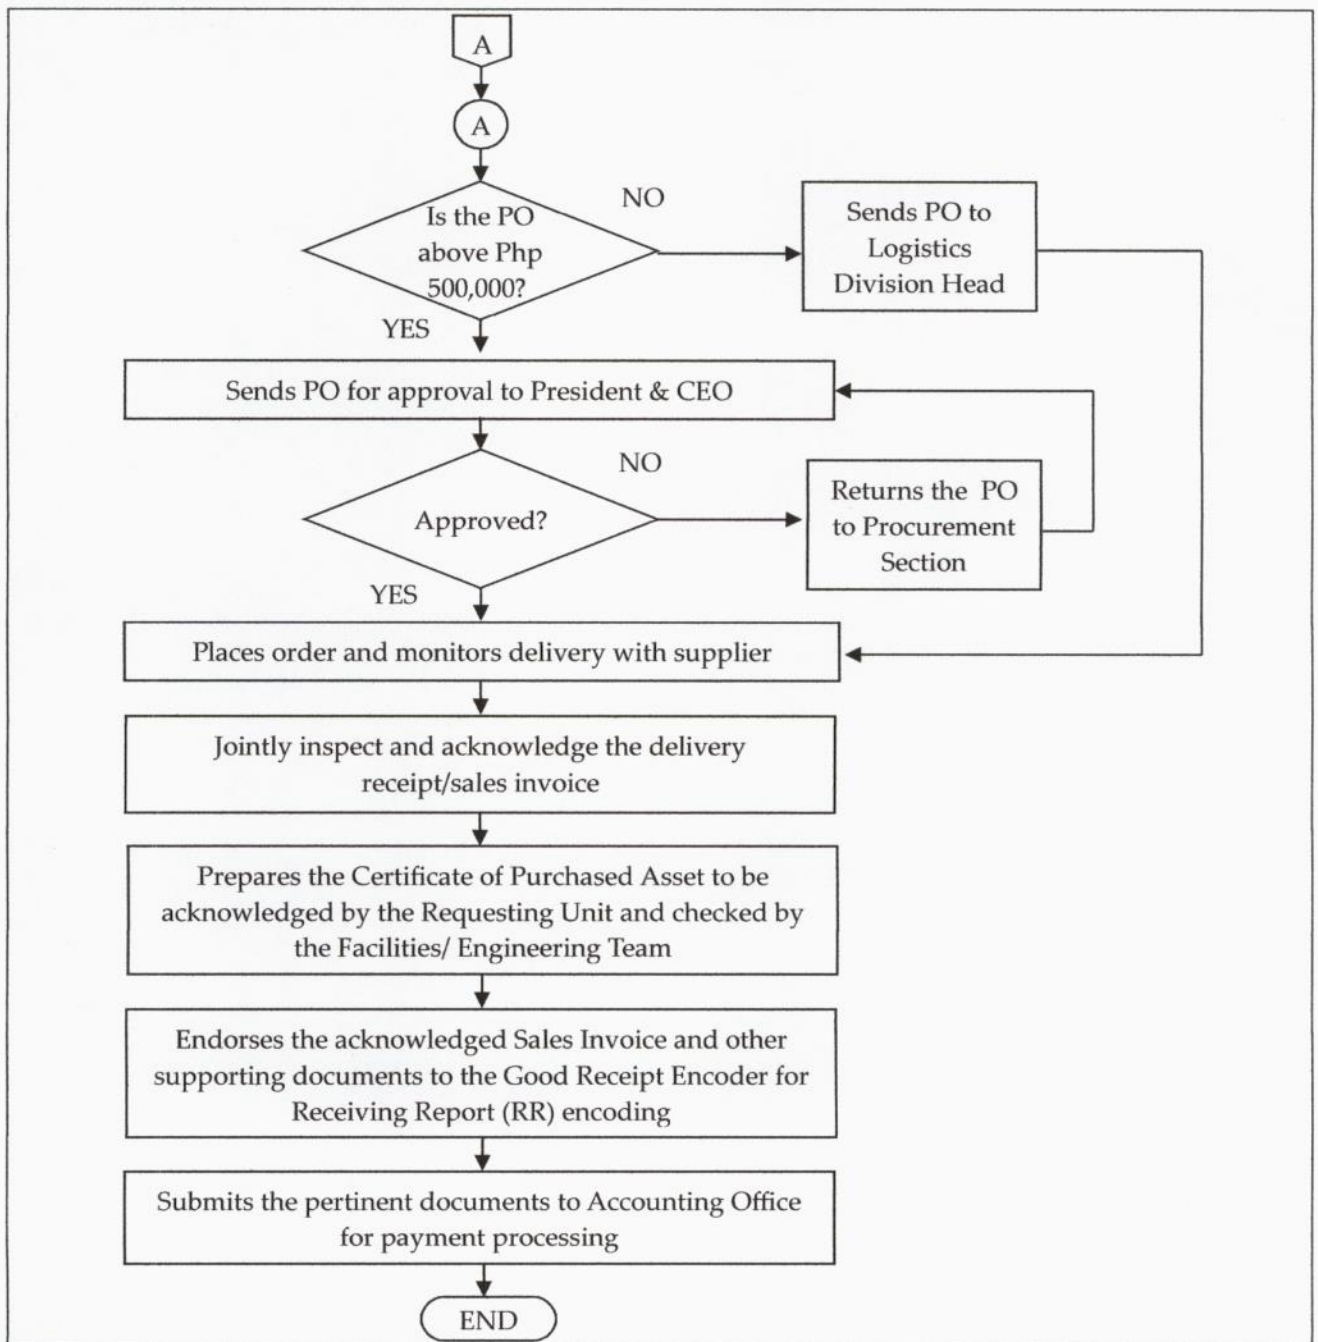 A
A
Is the PO
above Php
500,000?
NO
Sends PO to
Logistics
Division Head
YES
Sends PO for approval to President & CEO
NO
Approved?
Returns the PO
to Procurement
Section
YES
Places order and monitors delivery with supplier
Jointly inspect and acknowledge the delivery
receipt/sales invoice
Prepares the Certificate of Purchased Asset to be
acknowledged by the Requesting Unit and checked by
the Facilities/ Engineering Team
Endorses the acknowledged Sales Invoice and other
supporting documents to the Good Receipt Encoder for
Receiving Report (RR) encoding
Submits the pertinent documents to Accounting Office
for payment processing
END